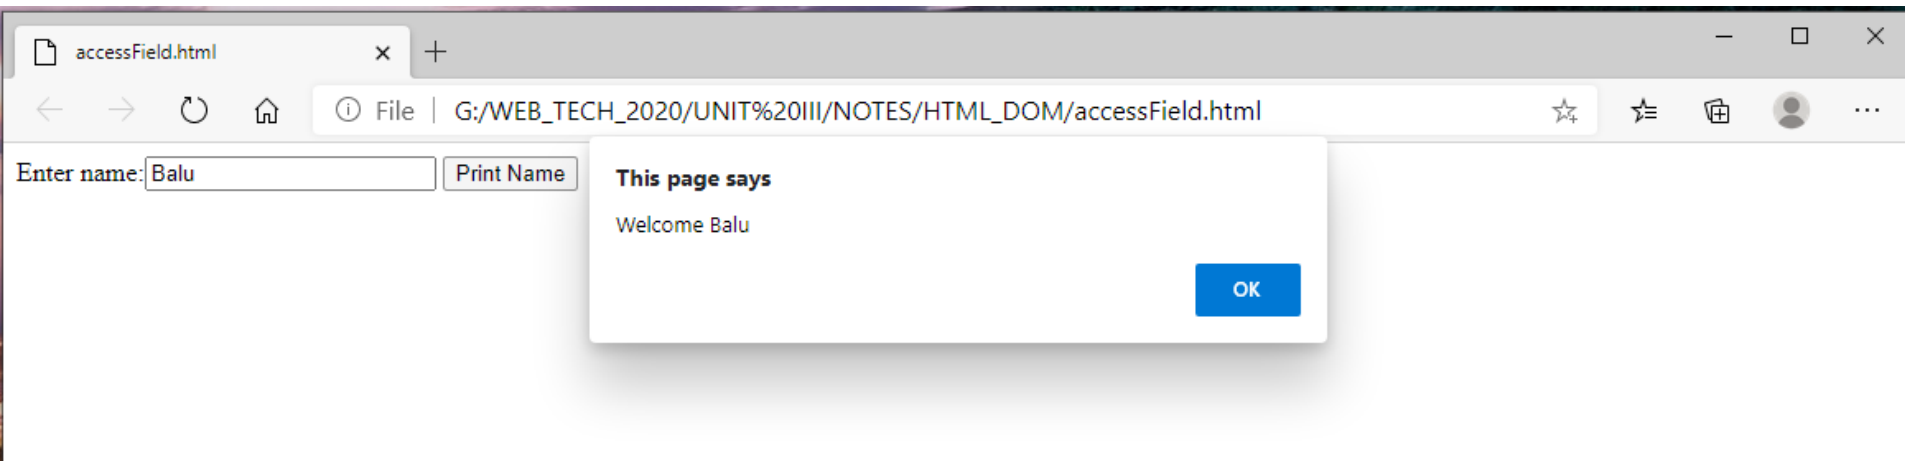 accessField.html
File | G:/WEB_TECH_2020/UNIT%20III/NOTES/HTML_DOM/accessField.html
Enter name: Balu Print Name
This page says
Welcome Balu
OK